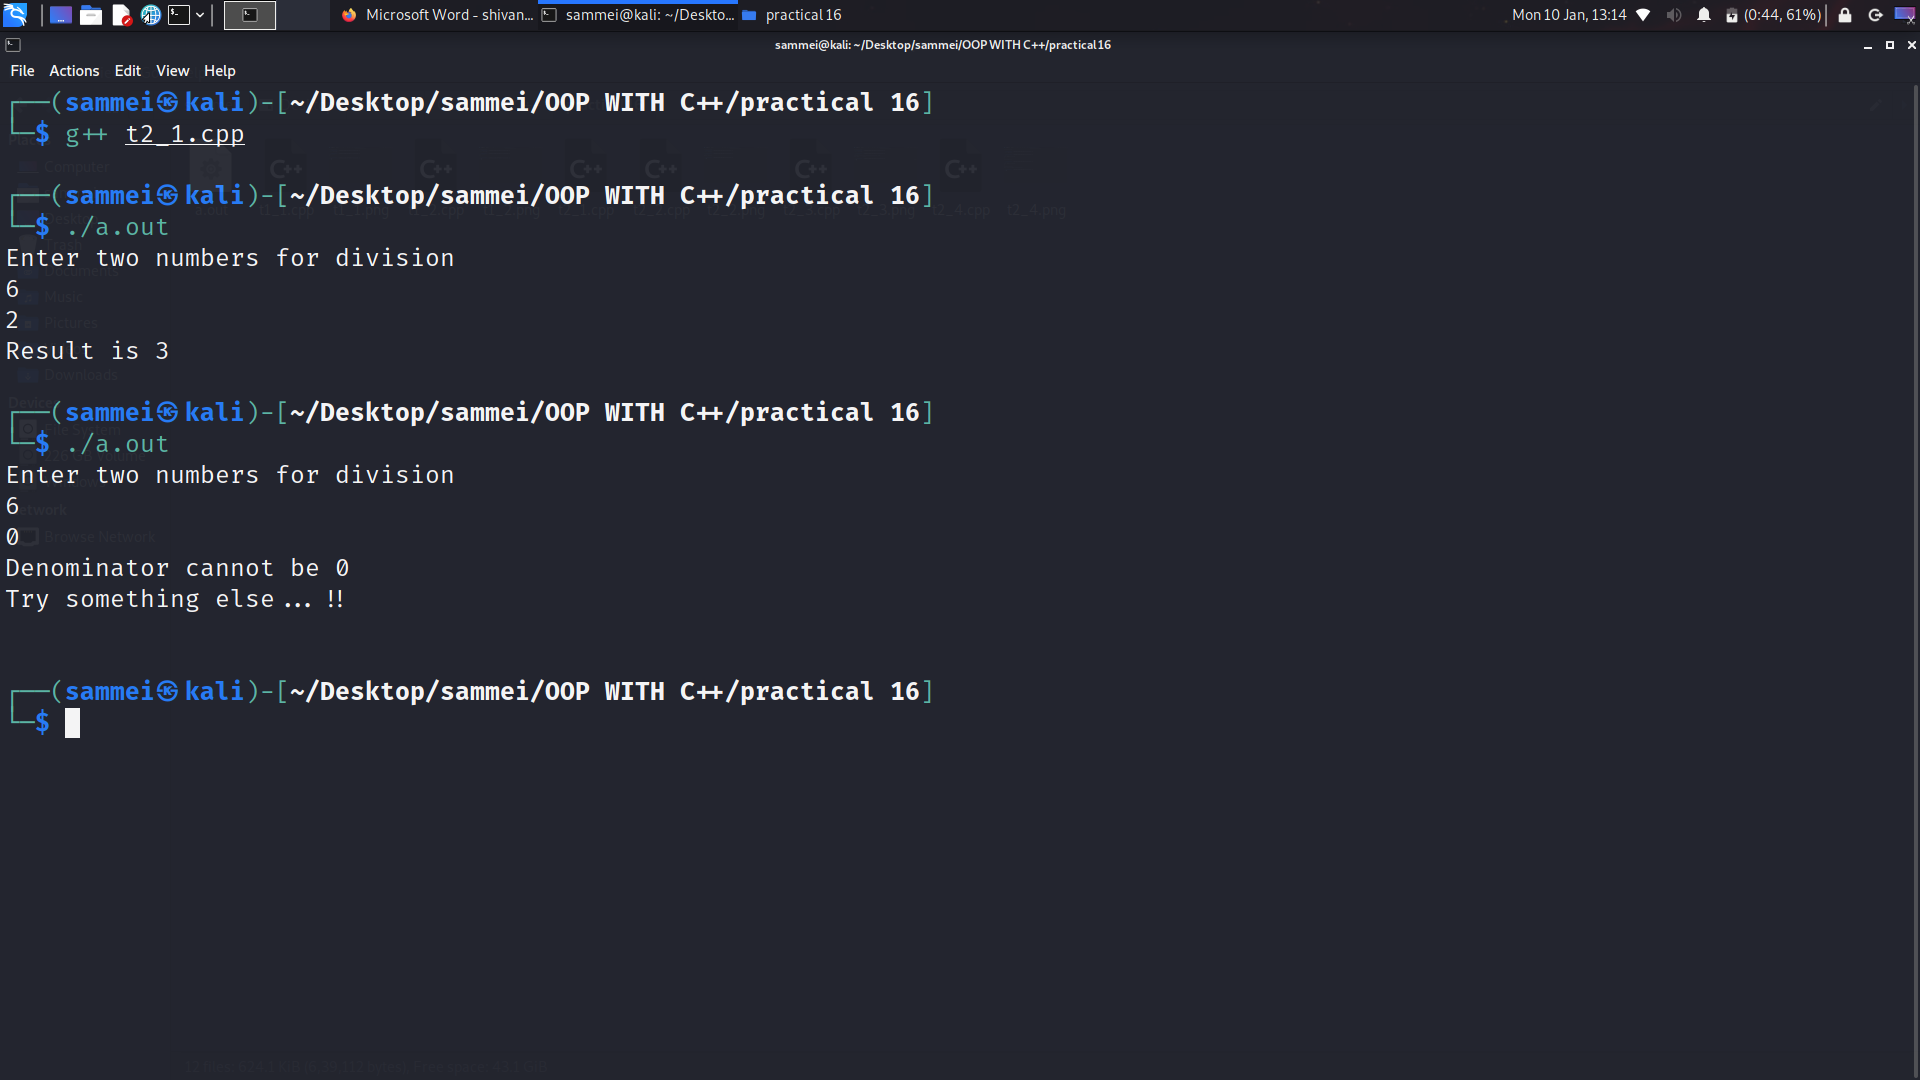 Microsoft Word - shivan...
sammei@kali: ~/Deskto...
practical 16
Mon 10 Jan, 13:14
(0:44, 61%)
sammei@kali: ~/Desktop/sammei/OOP WITH C++/practical 16
File Actions Edit View Help
┌──(sammei㉿kali)-[~/Desktop/sammei/OOP WITH C++/practical 16]
└─$ g++ t2_1.cpp
┌──(sammei㉿kali)-[~/Desktop/sammei/OOP WITH C++/practical 16]
└─$ ./a.out
Enter two numbers for division
6
2
Result is 3
┌──(sammei㉿kali)-[~/Desktop/sammei/OOP WITH C++/practical 16]
└─$ ./a.out
Enter two numbers for division
6
0
Denominator cannot be 0
Try something else... !!
┌──(sammei㉿kali)-[~/Desktop/sammei/OOP WITH C++/practical 16]
└─$